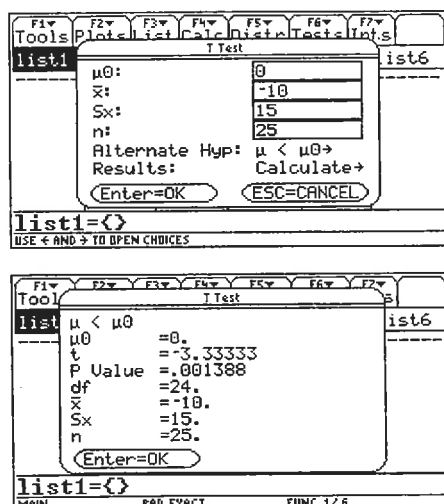 F1▾ F2▾ F3▾ F4▾ F5▾ F6▾ F7▾
Tools Plots List Calc Distr Tests Ints
T Test
list1 ist6
μ0: 0
x̄: -10
Sx: 15
n: 25
Alternate Hyp: μ < μ0→
Results: Calculate→
Enter=OK ESC=CANCEL
list1={}
USE ← AND → TO OPEN CHOICES
F1▾ F2▾ F3▾ F4▾ F5▾ F6▾ F7▾
Tool T Test s
list ist6
μ < μ0
μ0 =0.
t =-3.33333
P Value =.001388
df =24.
x̄ =-10.
Sx =15.
n =25.
Enter=OK
list1={}
MAIN RAD EXACT FUNC 1/6